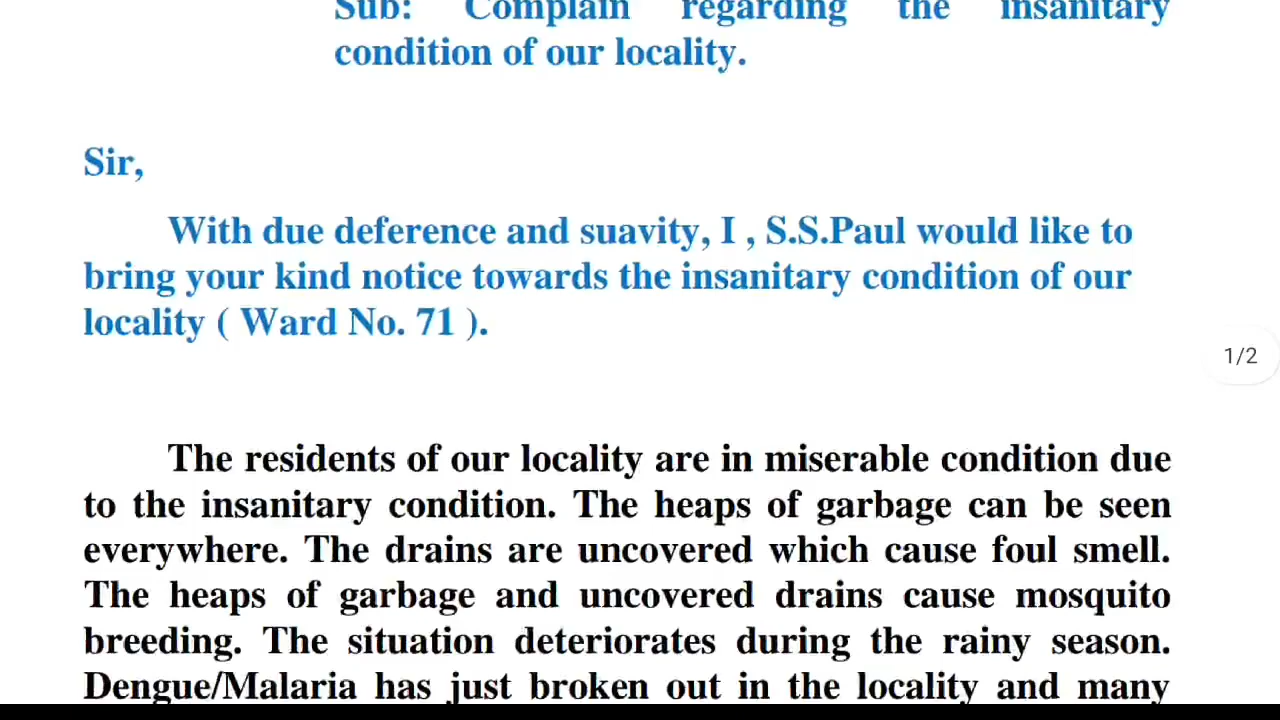 Sub: Complain regarding the insanitary
condition of our locality.
Sir,
With due deference and suavity, I , S.S.Paul would like to
bring your kind notice towards the insanitary condition of our
locality ( Ward No. 71 ).
1/2
The residents of our locality are in miserable condition due
to the insanitary condition. The heaps of garbage can be seen
everywhere. The drains are uncovered which cause foul smell.
The heaps of garbage and uncovered drains cause mosquito
breeding. The situation deteriorates during the rainy season.
Dengue/Malaria has just broken out in the locality and many